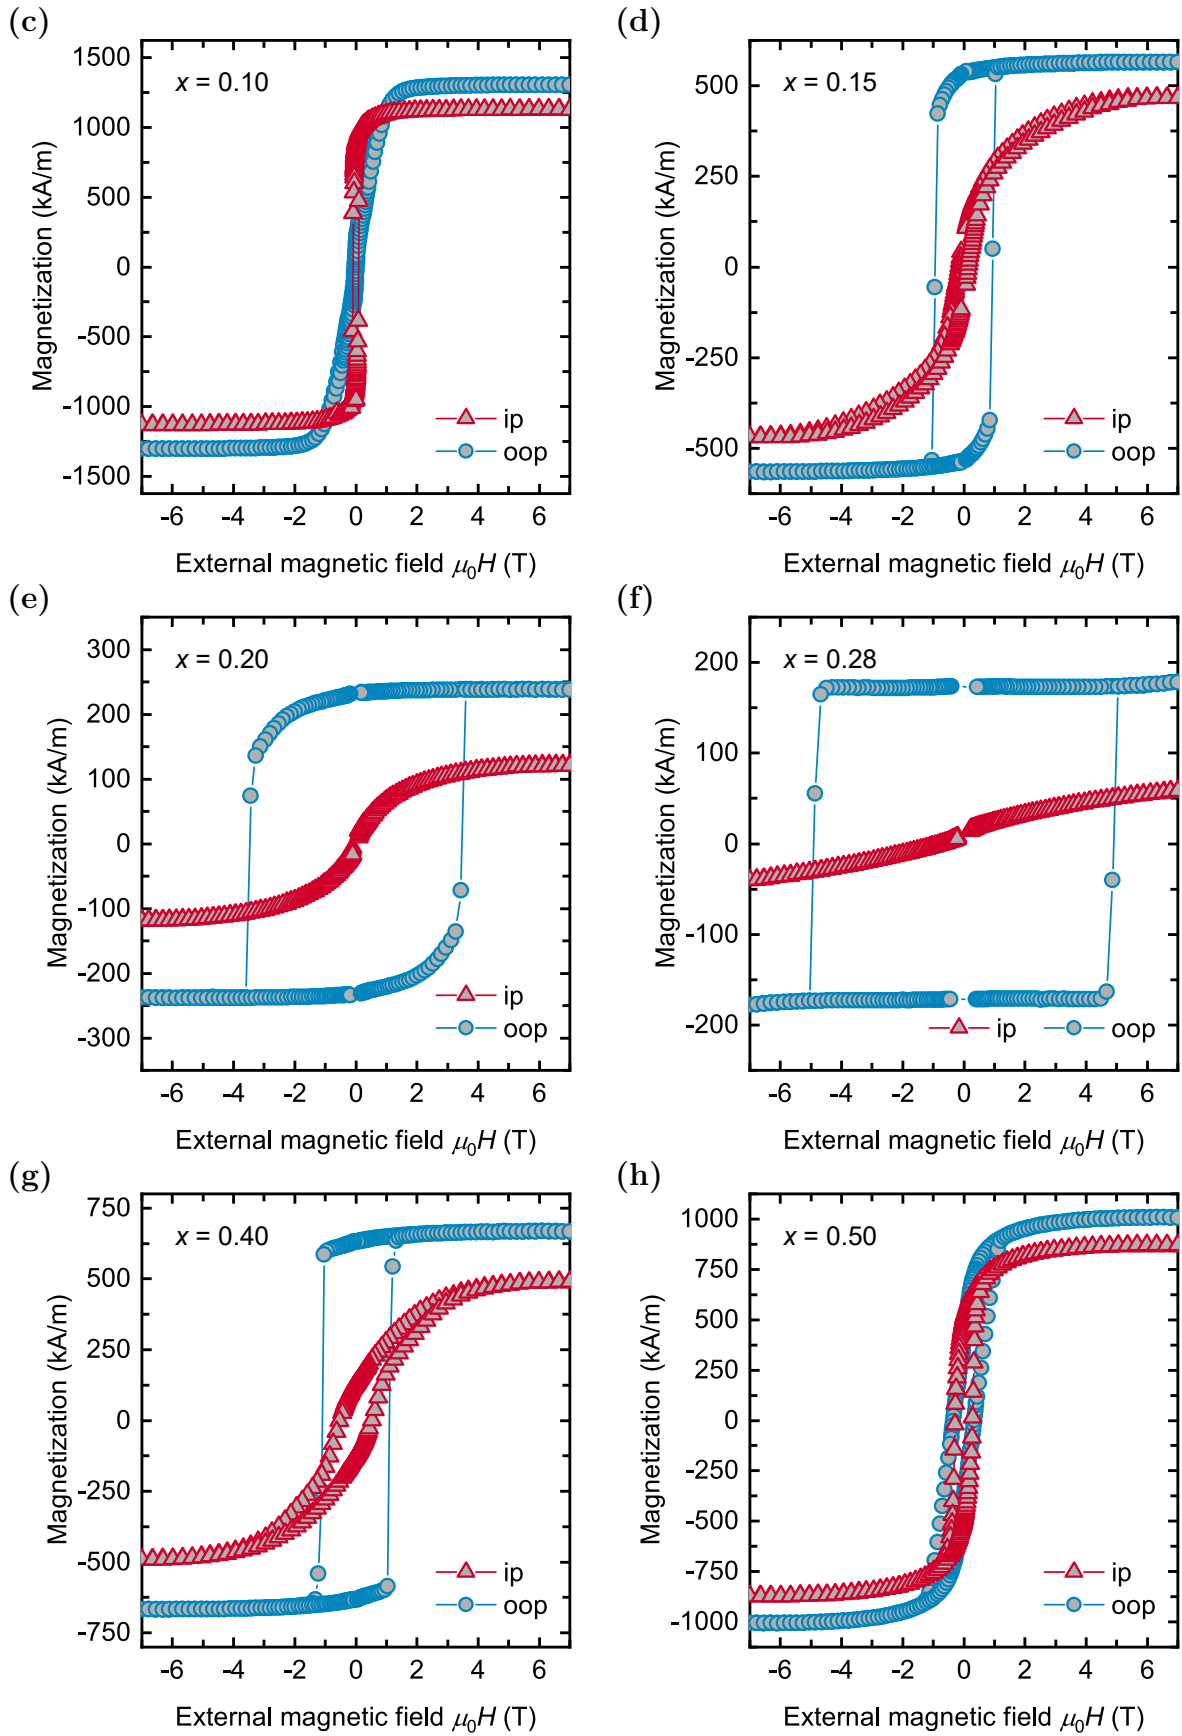 (c)
x = 0.10
Magnetization (kA/m)
1500
1000
500
0
-500
-1000
-1500
ip
oop
-6 -4 -2 0 2 4 6
External magnetic field μ₀H (T)
(d)
x = 0.15
Magnetization (kA/m)
500
250
0
-250
-500
ip
oop
-6 -4 -2 0 2 4 6
External magnetic field μ₀H (T)
(e)
x = 0.20
Magnetization (kA/m)
300
200
100
0
-100
-200
-300
ip
oop
-6 -4 -2 0 2 4 6
External magnetic field μ₀H (T)
(f)
x = 0.28
Magnetization (kA/m)
200
100
0
-100
-200
ip oop
-6 -4 -2 0 2 4 6
External magnetic field μ₀H (T)
(g)
x = 0.40
Magnetization (kA/m)
750
500
250
0
-250
-500
-750
ip
oop
-6 -4 -2 0 2 4 6
External magnetic field μ₀H (T)
(h)
x = 0.50
Magnetization (kA/m)
1000
750
500
250
0
-250
-500
-750
-1000
ip
oop
-6 -4 -2 0 2 4 6
External magnetic field μ₀H (T)